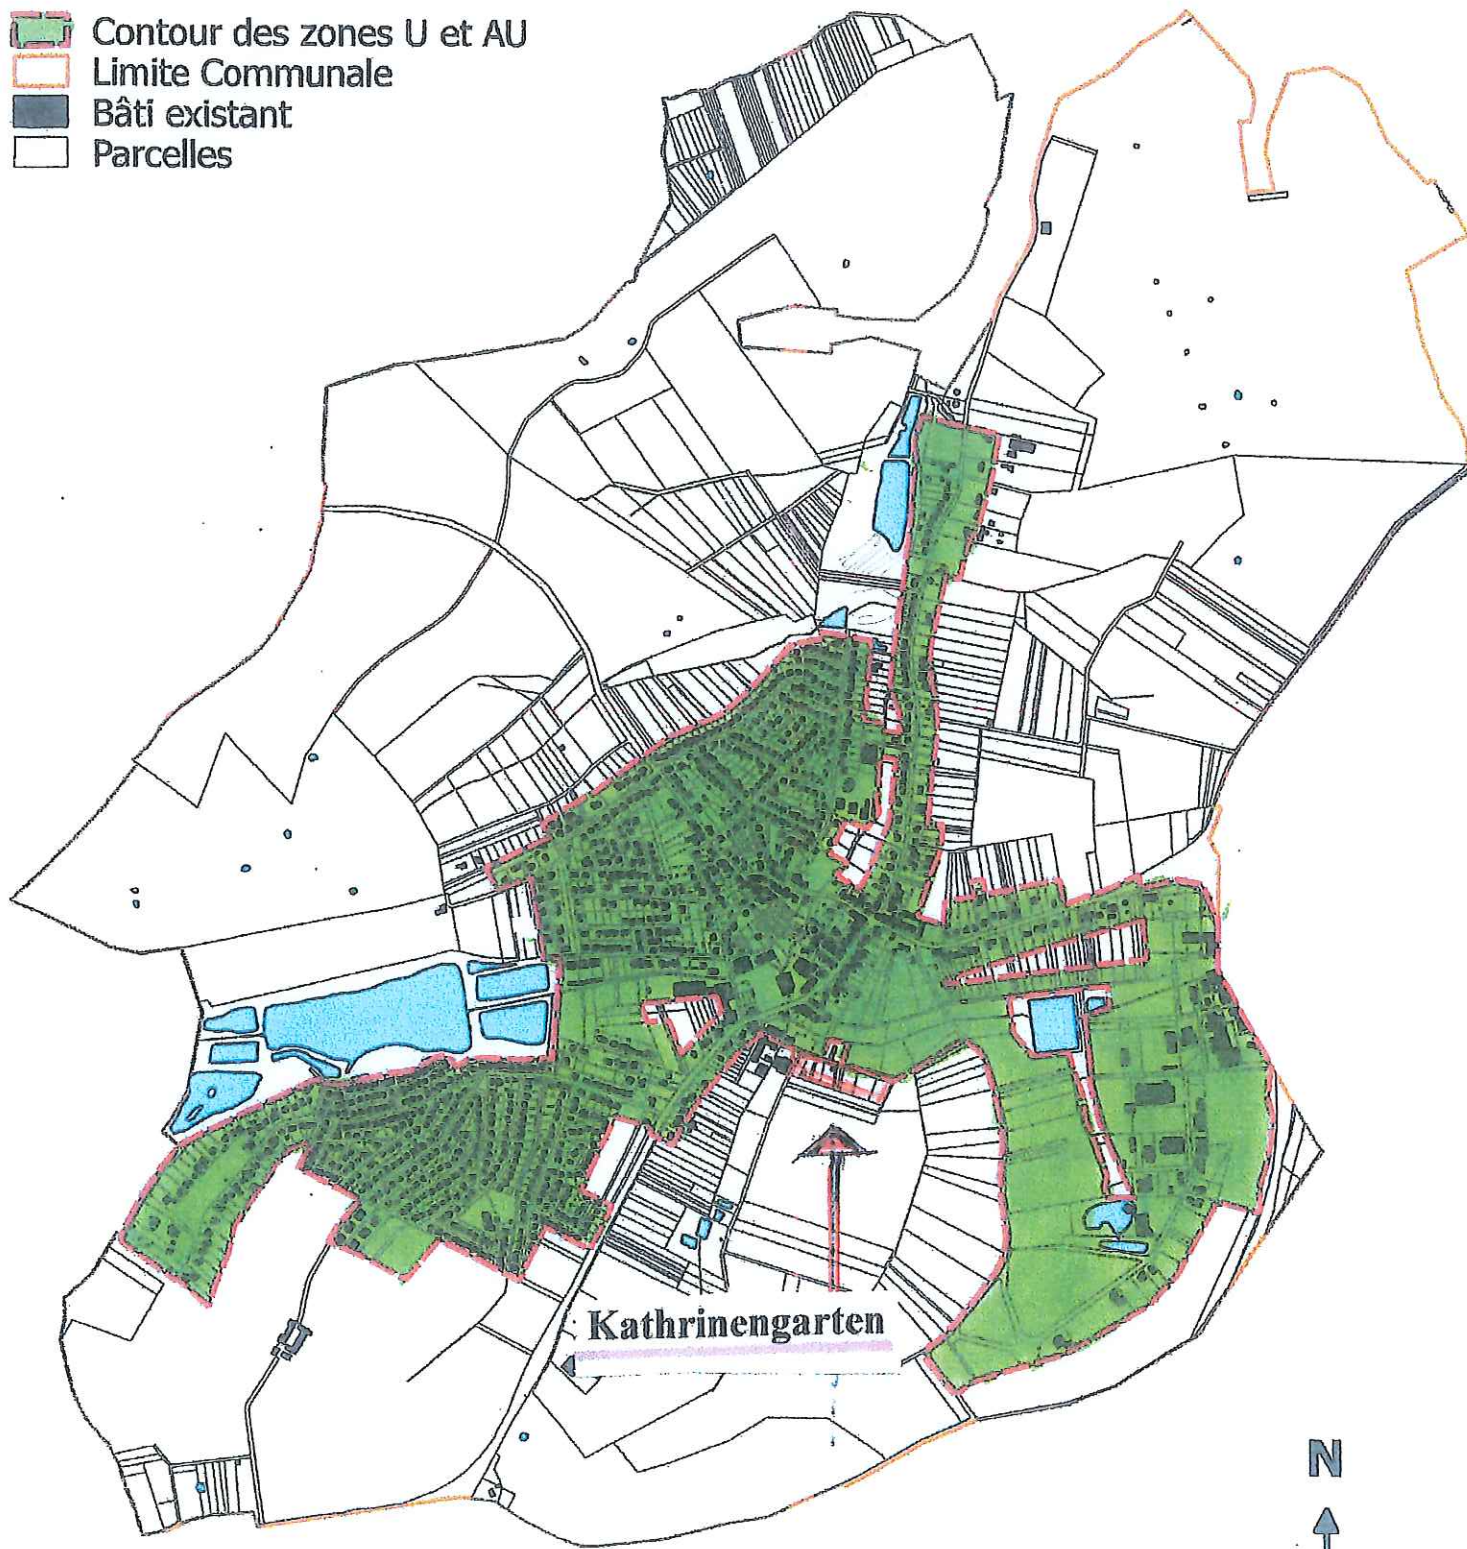 Contour des zones U et AU
Limite Communale
Bâti existant
Parcelles
Kathrinengarten
N